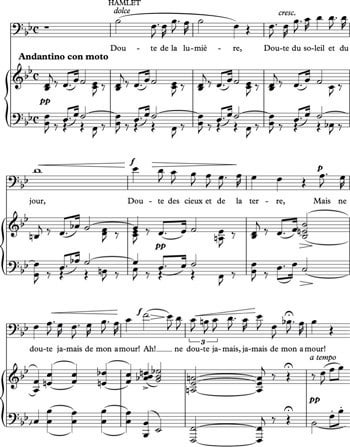 HAMLET
dolce
cresc.
Dou - te de la lu-miè - re, Dou-te du so-leil et du
Andantino con moto
pp
f
p
jour, Dou - te des cieux et de la ter - re, Mais ne
pp
f
dou-te ja-mais de mon a-mour! Ah! ne dou-te ja-mais, ja-mais de mon a-mour!
3
3
a tempo